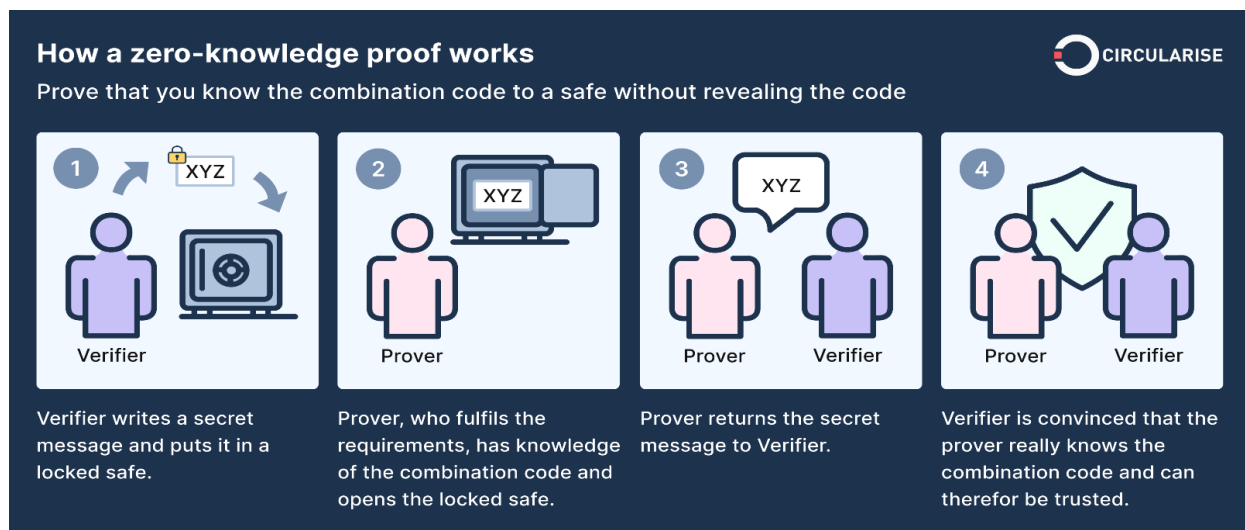 How a zero-knowledge proof works
CIRCULARISE
Prove that you know the combination code to a safe without revealing the code
1
XYZ
Verifier
Verifier writes a secret
message and puts it in a
locked safe.
2
XYZ
Prover
Prover, who fulfils the
requirements, has knowledge
of the combination code and
opens the locked safe.
3
XYZ
Prover
Verifier
Prover returns the secret
message to Verifier.
4
Prover
Verifier
Verifier is convinced that the
prover really knows the
combination code and can
therefor be trusted.